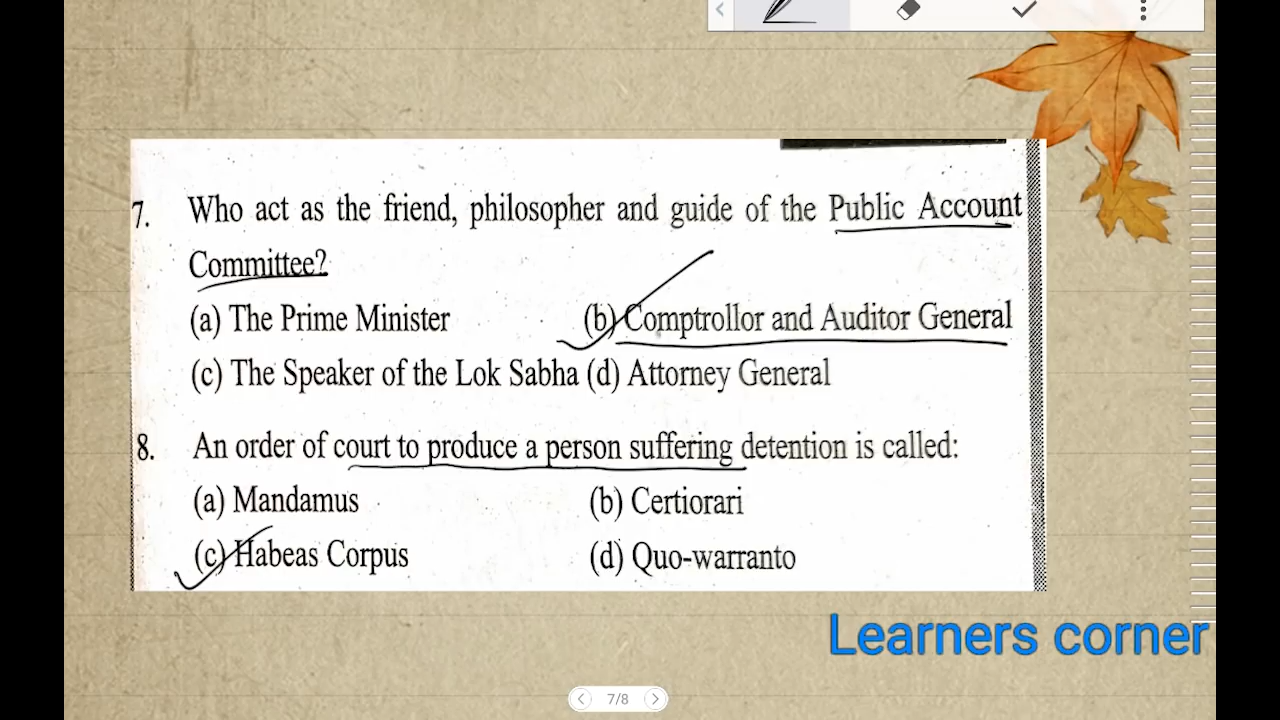 7. Who act as the friend, philosopher and guide of the Public Account
Committee?
(a) The Prime Minister (b) Comptrollor and Auditor General
(c) The Speaker of the Lok Sabha (d) Attorney General
8. An order of court to produce a person suffering detention is called:
(a) Mandamus (b) Certiorari
(c) Habeas Corpus (d) Quo-warranto
Learners corner
7/8